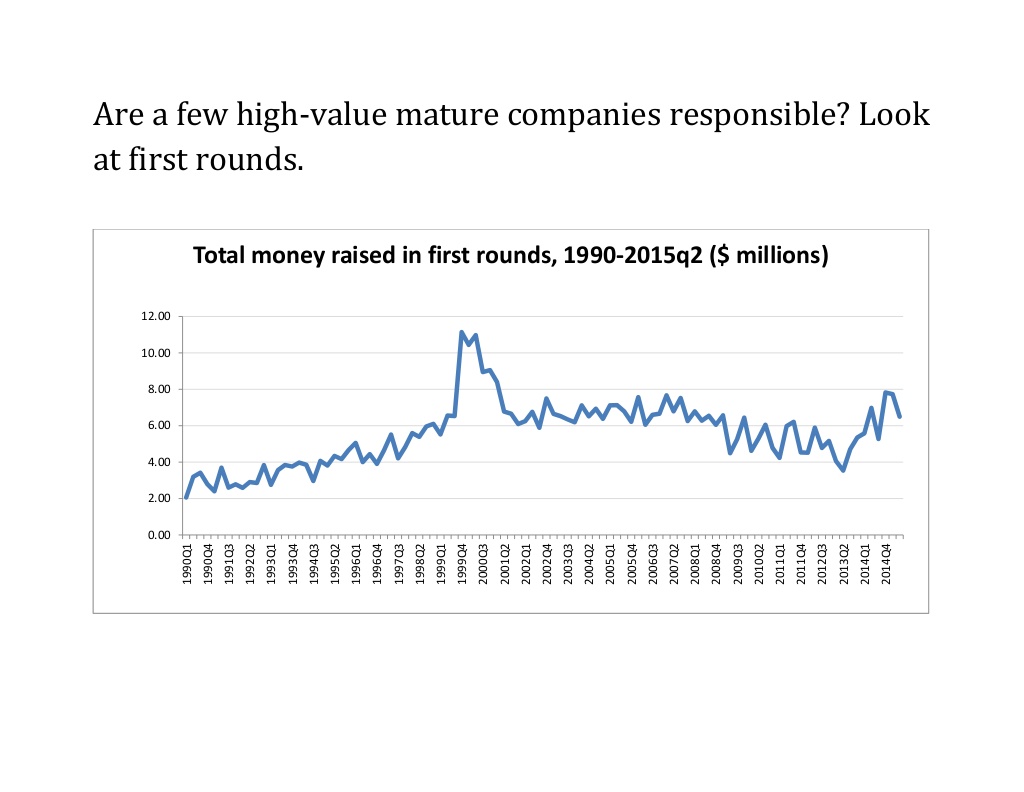 Are a few high-value mature companies responsible? Look
at first rounds.
Total money raised in first rounds, 1990-2015q2 ($ millions)
12.00
10.00
8.00
6.00
4.00
2.00
0.00
1990Q1
1990Q4
1991Q3
1992Q2
1993Q1
1993Q4
1994Q3
1995Q2
1996Q1
1996Q4
1997Q3
1998Q2
1999Q1
1999Q4
2000Q3
2001Q2
2002Q1
2002Q4
2003Q3
2004Q2
2005Q1
2005Q4
2006Q3
2007Q2
2008Q1
2008Q4
2009Q3
2010Q2
2011Q1
2011Q4
2012Q3
2013Q2
2014Q1
2014Q4